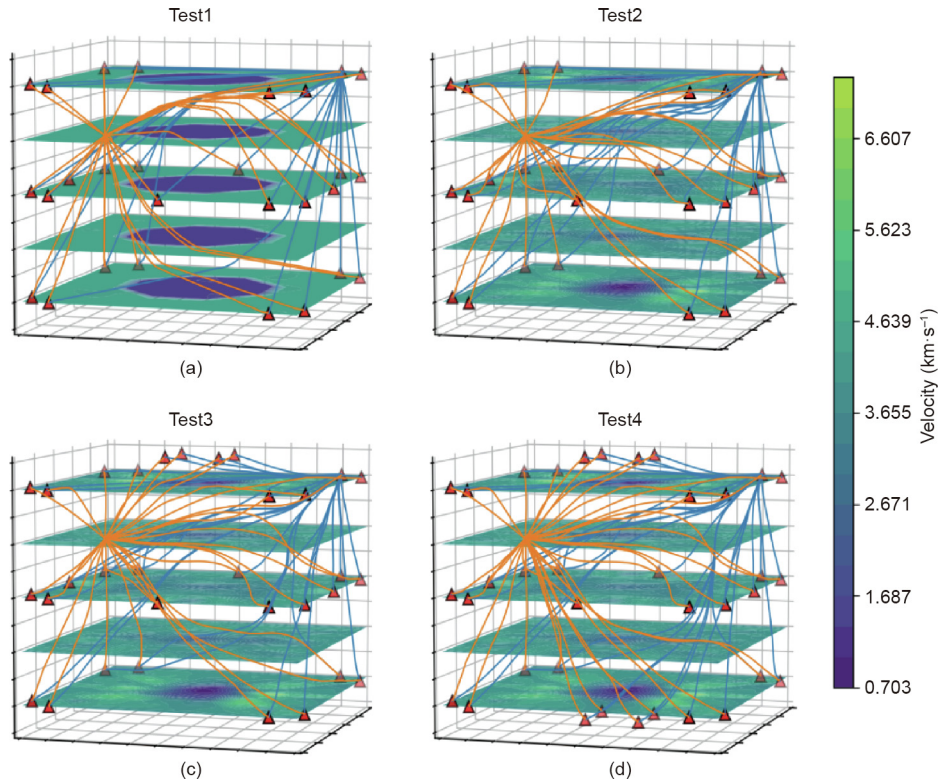 Test1
Test2
(a)
(b)
Test3
Test4
(c)
(d)
6.607
5.623
4.639
3.655
2.671
1.687
0.703
Velocity (km·s⁻¹)